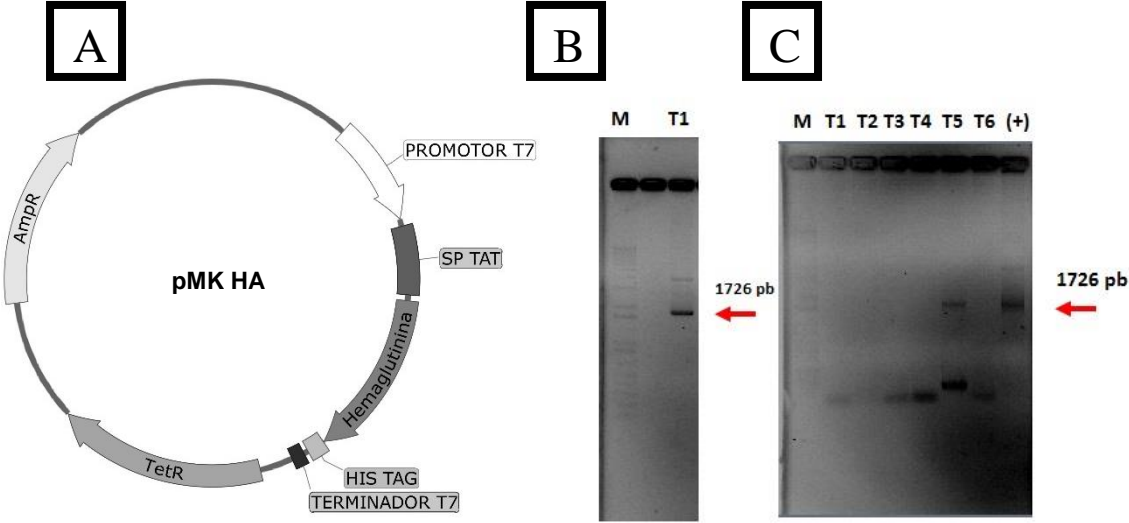 A
B
C
PROMOTOR T7
SP TAT
Hemaglutinina
HIS TAG
TERMINADOR T7
TetR
AmpR
pMK HA
M T1
1726 pb
M T1 T2 T3 T4 T5 T6 (+)
1726 pb